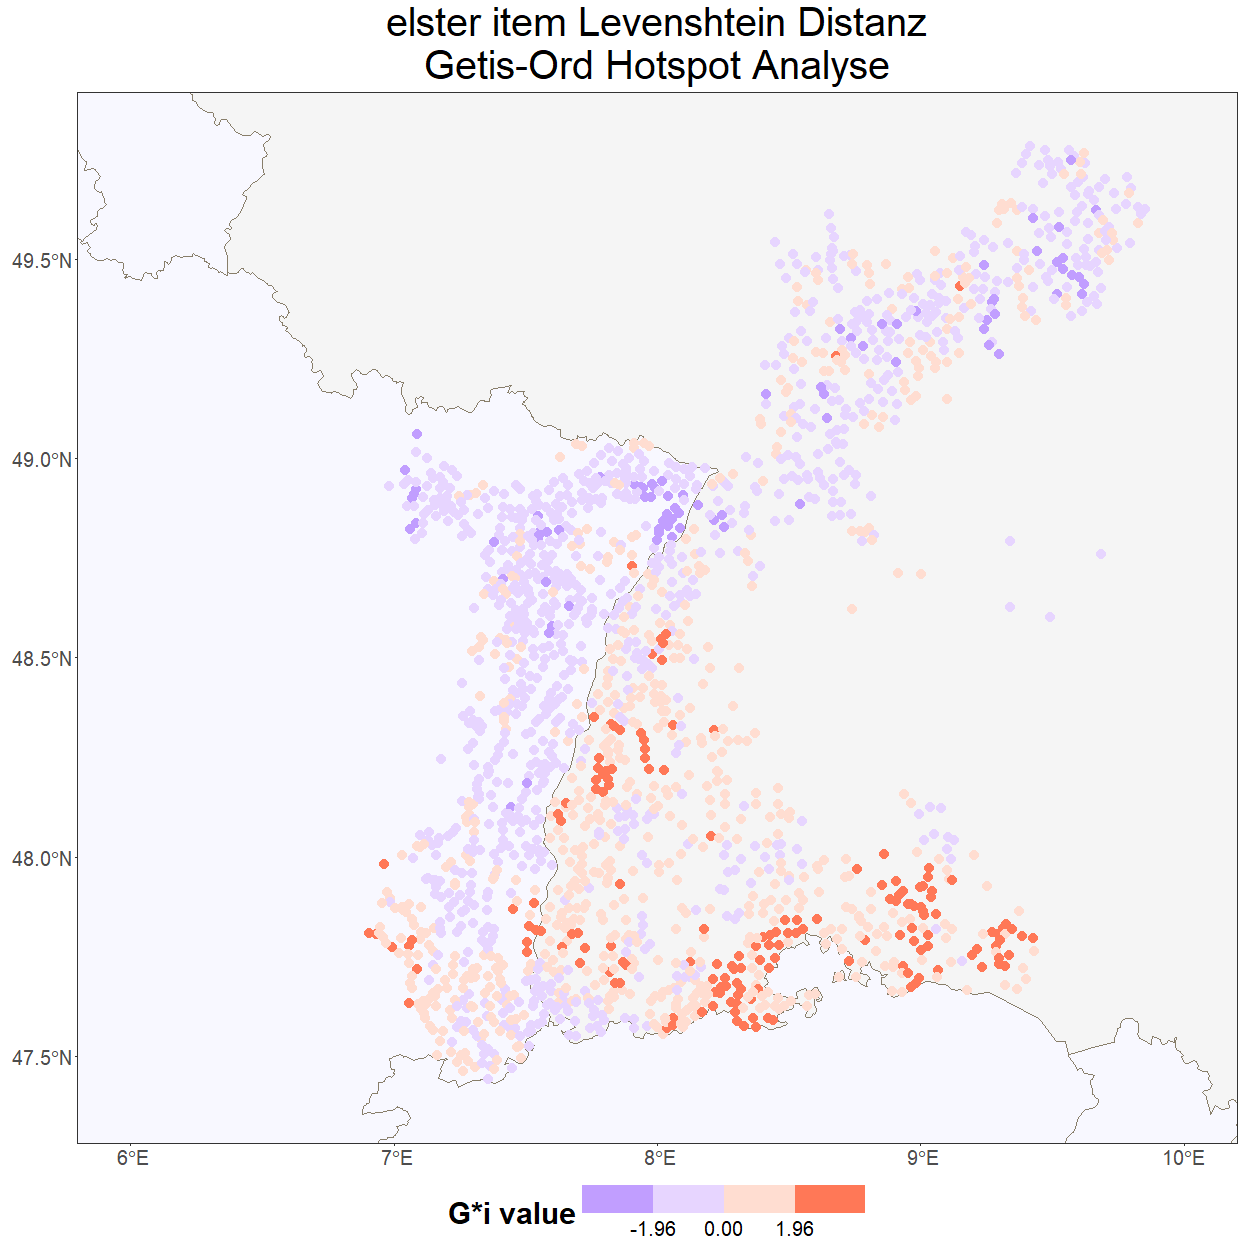 elster item Levenshtein Distanz
Getis-Ord Hotspot Analyse
49.5°N
49.0°N
48.5°N
48.0°N
47.5°N
6°E 7°E 8°E 9°E 10°E
G*i value
-1.96 0.00 1.96